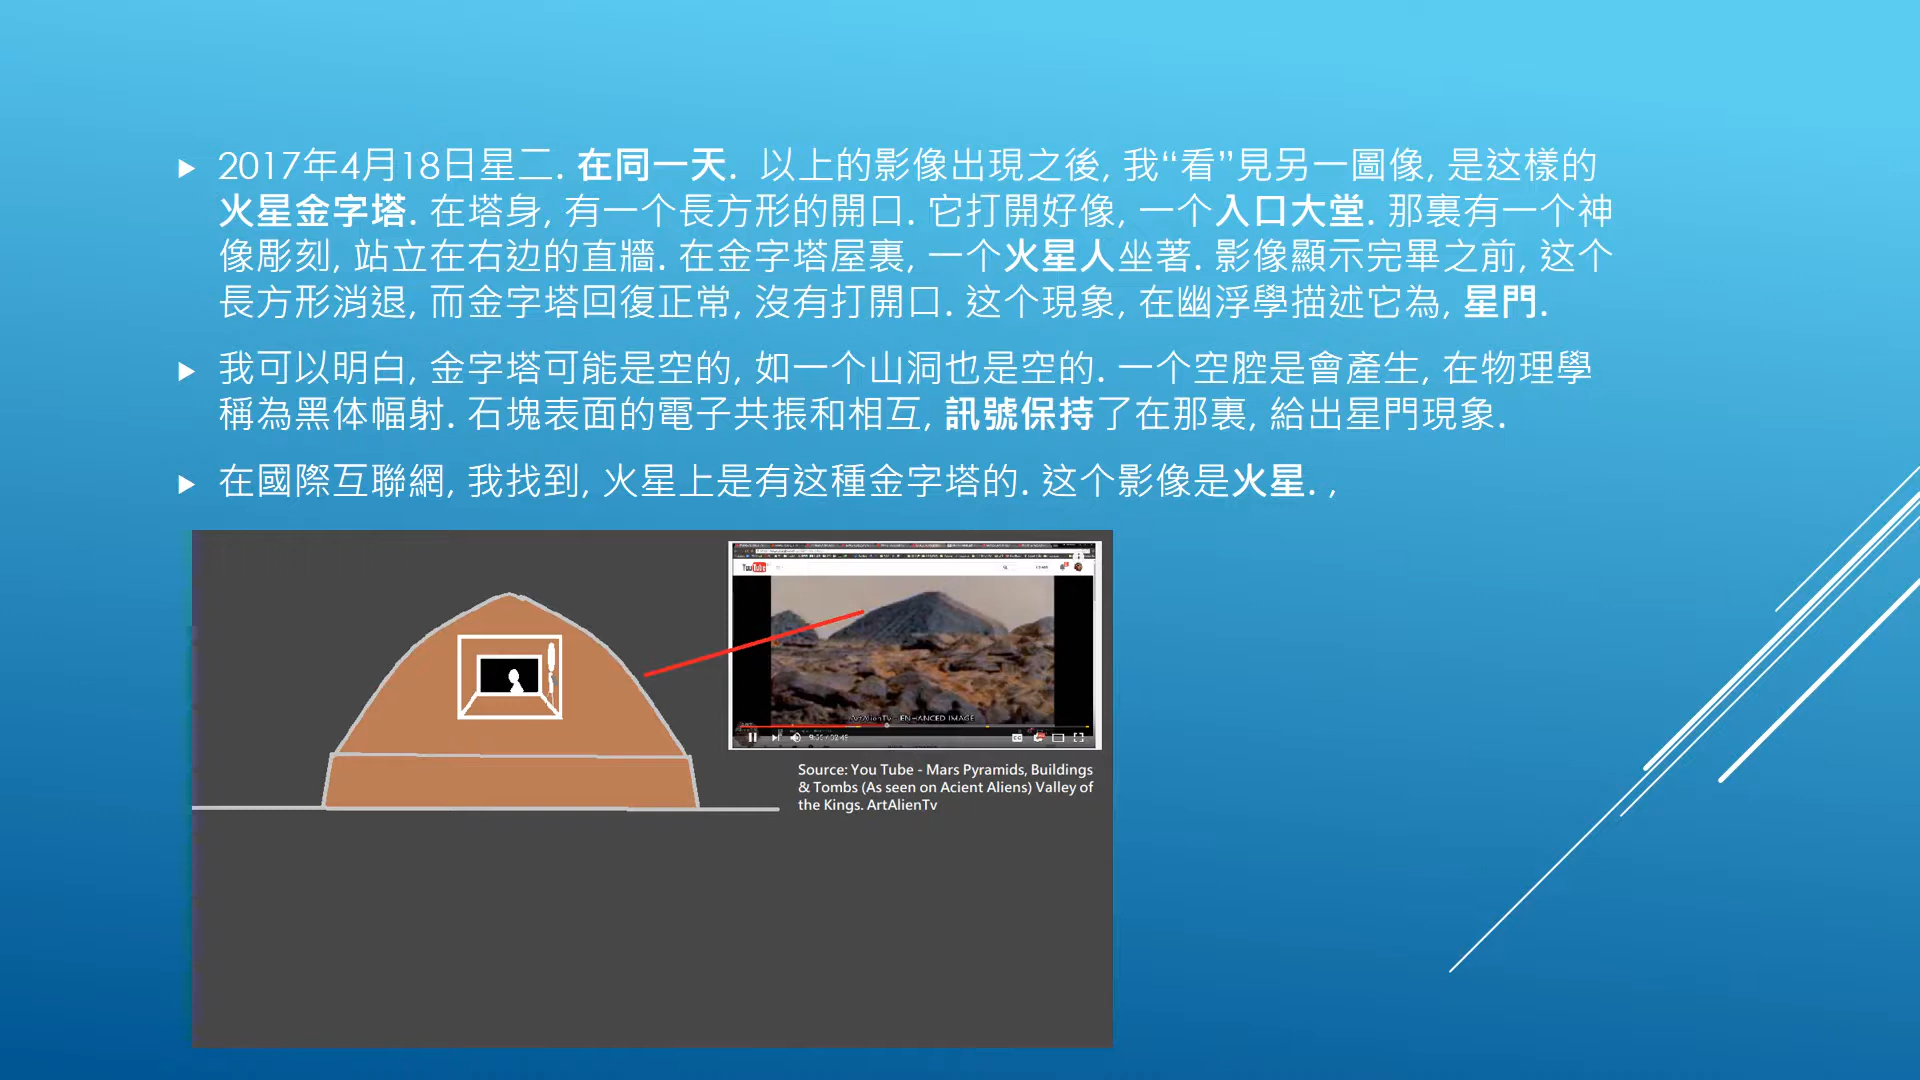 2017年4月18日星二. 在同一天. 以上的影像出現之後, 我“看”見另一圖像, 是这樣的
火星金字塔. 在塔身, 有一个長方形的開口. 它打開好像, 一个入口大堂. 那裏有一个神
像彫刻, 站立在右边的直牆. 在金字塔屋裏, 一个火星人坐著. 影像顯示完畢之前, 这个
長方形消退, 而金字塔回復正常, 沒有打開口. 这个現象, 在幽浮學描述它為, 星門.
我可以明白, 金字塔可能是空的, 如一个山洞也是空的. 一个空腔是會產生, 在物理學
稱為黑体幅射. 石塊表面的電子共振和相互, 訊號保持了在那裏, 給出星門現象.
在國際互聯網, 我找到, 火星上是有这種金字塔的. 这个影像是火星. ,
YouTube
ArtAlienTv - ENHANCED IMAGE
Source: You Tube - Mars Pyramids, Buildings
& Tombs (As seen on Acient Aliens) Valley of
the Kings. ArtAlienTv